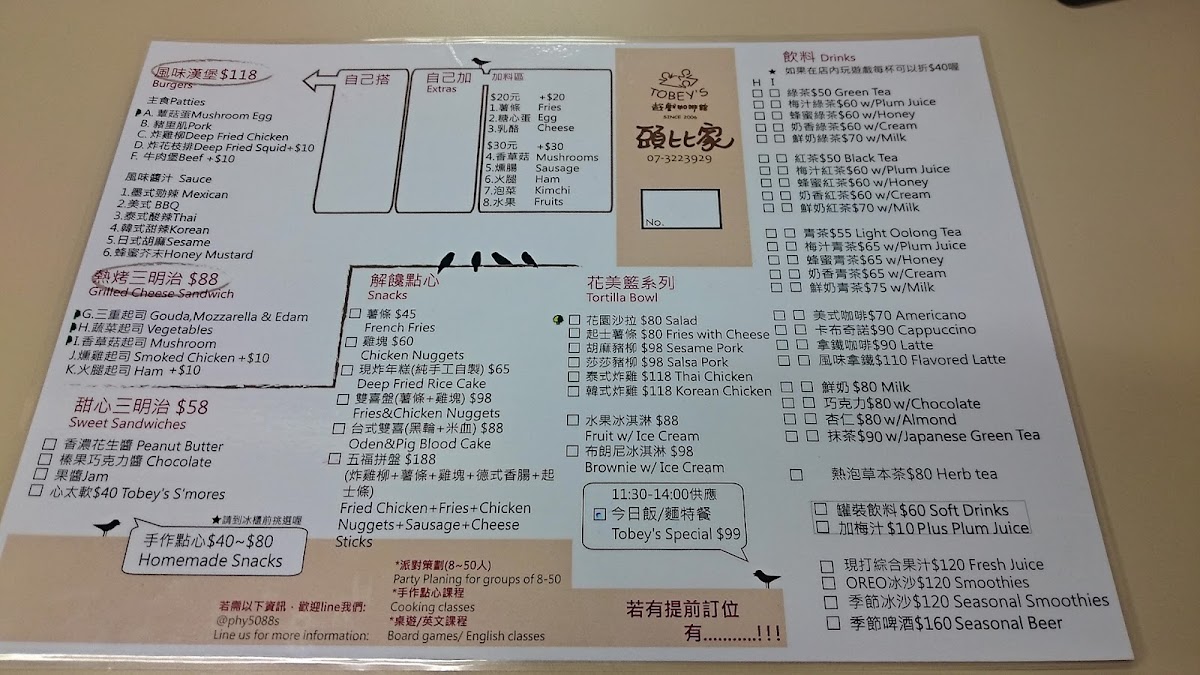 風味漢堡 $118
Burgers
主食Patties
A. 蕈菇蛋Mushroom Egg
B. 豬里肌Pork
C. 炸雞柳Deep Fried Chicken
D. 炸花枝排Deep Fried Squid+$10
F. 牛肉堡Beef +$10
風味醬汁 Sauce
1.墨式勁辣 Mexican
2.美式 BBQ
3.泰式酸辣Thai
4.韓式甜辣Korean
5.日式胡麻Sesame
6.蜂蜜芥末Honey Mustard
自己搭
自己加
Extras
加料區
$20元 +$20
1.薯條 Fries
2.糖心蛋 Egg
3.乳酪 Cheese
$30元 +$30
4.香草菇 Mushrooms
5.燻腸 Sausage
6.火腿 Ham
7.泡菜 Kimchi
8.水果 Fruits
熱烤三明治 $88
Grilled Cheese Sandwich
G.三重起司 Gouda,Mozzarella & Edam
H.蔬菜起司 Vegetables
I.香草菇起司 Mushroom
J.燻雞起司 Smoked Chicken +$10
K.火腿起司 Ham +$10
甜心三明治 $58
Sweet Sandwiches
香濃花生醬 Peanut Butter
榛果巧克力醬 Chocolate
果醬Jam
心太軟$40 Tobey's S'mores
★請到冰櫃前挑選喔
手作點心$40~$80
Homemade Snacks
解饞點心
Snacks
薯條 $45
French Fries
雞塊 $60
Chicken Nuggets
現炸年糕(純手工自製) $65
Deep Fried Rice Cake
雙喜盤(薯條+雞塊) $98
Fries&Chicken Nuggets
台式雙喜(黑輪+米血) $88
Oden&Pig Blood Cake
五福拼盤 $188
(炸雞柳+薯條+雞塊+德式香腸+起
士條)
Fried Chicken+Fries+Chicken
Nuggets+Sausage+Cheese
Sticks
TOBEY'S
遊戲咖啡館
SINCE 2006
頭比家
07-3223929
No.
花美籃系列
Tortilla Bowl
花園沙拉 $80 Salad
起士薯條 $80 Fries with Cheese
胡麻豬柳 $98 Sesame Pork
莎莎豬柳 $98 Salsa Pork
泰式炸雞 $118 Thai Chicken
韓式炸雞 $118 Korean Chicken
水果冰淇淋 $88
Fruit w/ Ice Cream
布朗尼冰淇淋 $98
Brownie w/ Ice Cream
11:30-14:00供應
今日飯/麵特餐
Tobey's Special $99
飲料 Drinks
★ 如果在店內玩遊戲每杯可以折$40喔
H I
綠茶$50 Green Tea
梅汁綠茶$60 w/Plum Juice
蜂蜜綠茶$60 w/Honey
奶香綠茶$60 w/Cream
鮮奶綠茶$70 w/Milk
紅茶$50 Black Tea
梅汁紅茶$60 w/Plum Juice
蜂蜜紅茶$60 w/Honey
奶香紅茶$60 w/Cream
鮮奶紅茶$70 w/Milk
青茶$55 Light Oolong Tea
梅汁青茶$65 w/Plum Juice
蜂蜜青茶$65 w/Honey
奶香青茶$65 w/Cream
鮮奶青茶$75 w/Milk
美式咖啡$70 Americano
卡布奇諾$90 Cappuccino
拿鐵咖啡$90 Latte
風味拿鐵$110 Flavored Latte
鮮奶 $80 Milk
巧克力$80 w/Chocolate
杏仁$80 w/Almond
抹茶$90 w/Japanese Green Tea
熱泡草本茶$80 Herb tea
罐裝飲料$60 Soft Drinks
加梅汁 $10 Plus Plum Juice
現打綜合果汁$120 Fresh Juice
OREO冰沙$120 Smoothies
季節冰沙$120 Seasonal Smoothies
季節啤酒$160 Seasonal Beer
若需以下資訊，歡迎line我們:
@phy5088s
Line us for more information:
*派對策劃(8~50人)
Party Planing for groups of 8-50
*手作點心課程
Cooking classes
*桌遊/英文課程
Board games/ English classes
若有提前訂位
有...........!!!